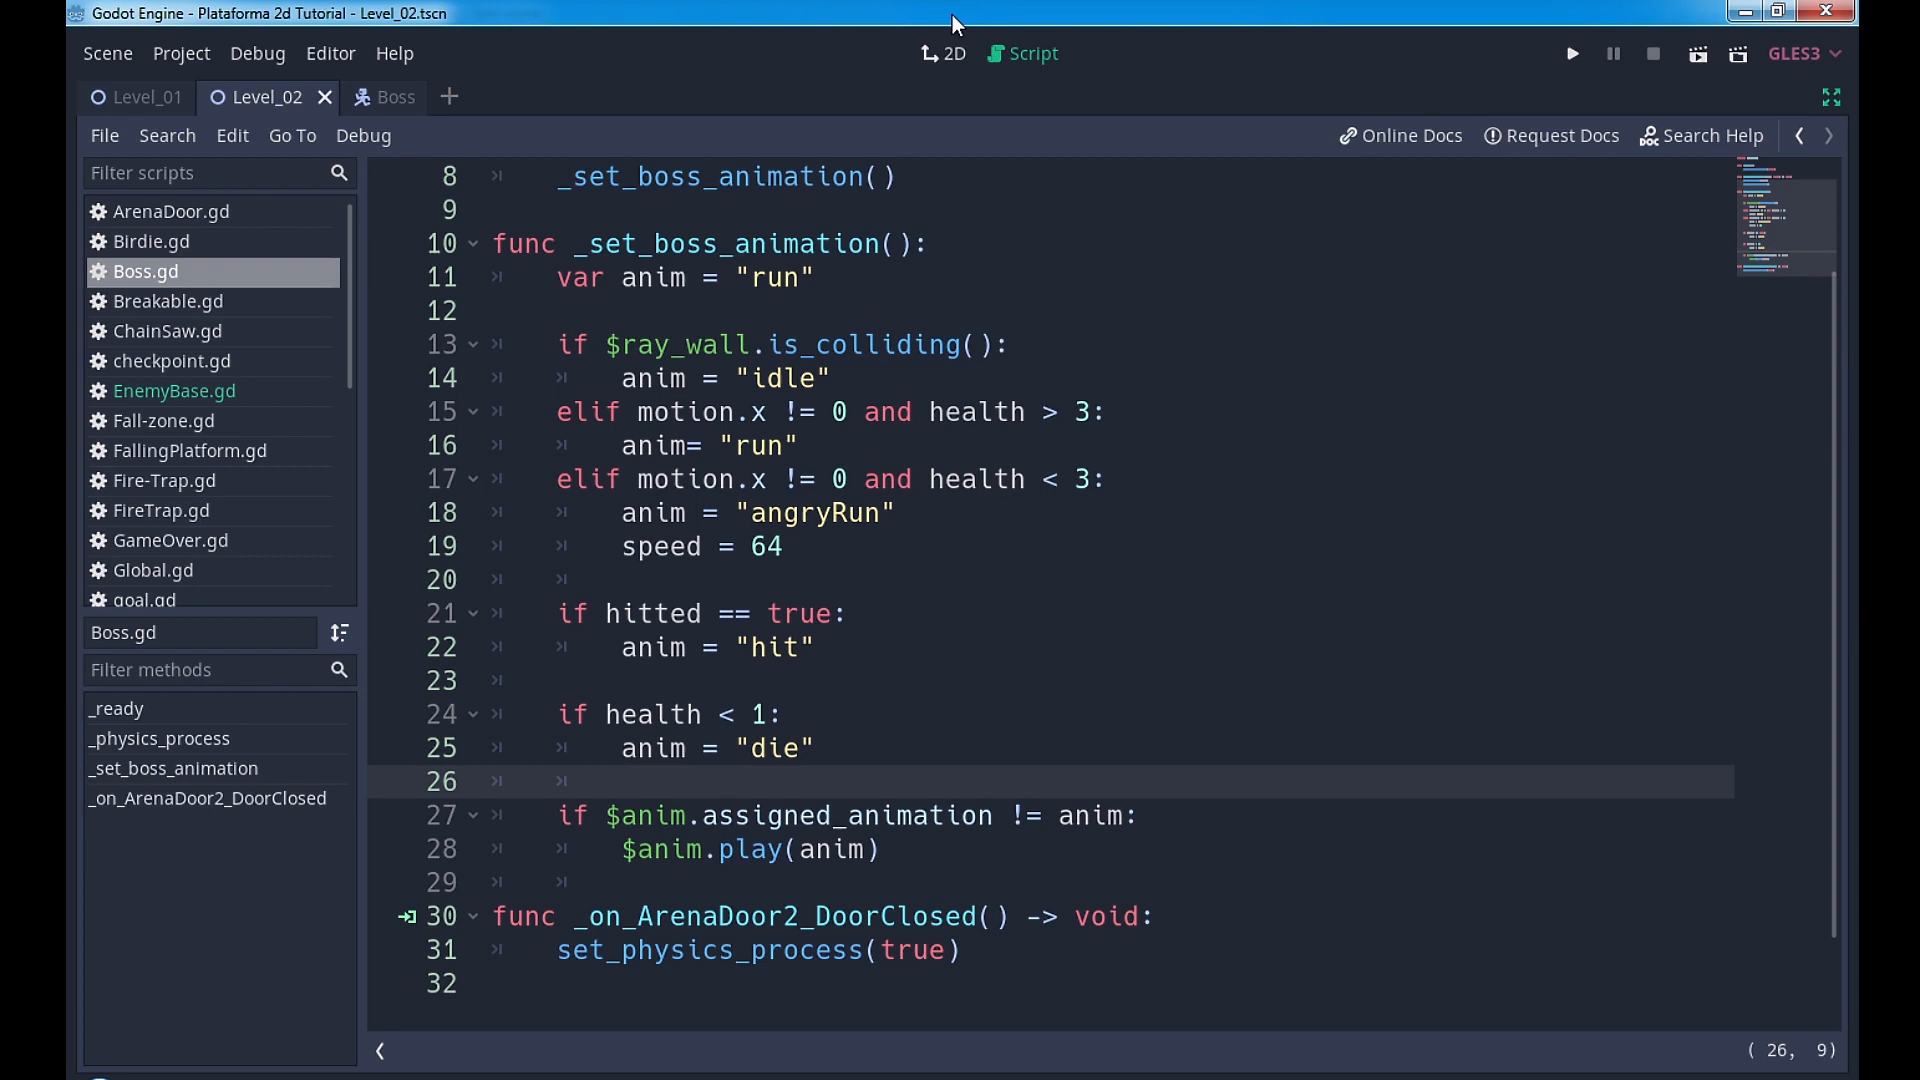 Godot Engine - Plataforma 2d Tutorial - Level_02.tscn
Scene Project Debug Editor Help
2D Script
GLES3
Level_01 Level_02 Boss
File Search Edit Go To Debug
Online Docs Request Docs Search Help
Filter scripts
ArenaDoor.gd
Birdie.gd
Boss.gd
Breakable.gd
ChainSaw.gd
checkpoint.gd
EnemyBase.gd
Fall-zone.gd
FallingPlatform.gd
Fire-Trap.gd
FireTrap.gd
GameOver.gd
Global.gd
goal.gd
Boss.gd
Filter methods
_ready
_physics_process
_set_boss_animation
_on_ArenaDoor2_DoorClosed
8 _set_boss_animation()
9
10 func _set_boss_animation():
11 var anim = "run"
12
13 if $ray_wall.is_colliding():
14 anim = "idle"
15 elif motion.x != 0 and health > 3:
16 anim= "run"
17 elif motion.x != 0 and health < 3:
18 anim = "angryRun"
19 speed = 64
20
21 if hitted == true:
22 anim = "hit"
23
24 if health < 1:
25 anim = "die"
26
27 if $anim.assigned_animation != anim:
28 $anim.play(anim)
29
30 func _on_ArenaDoor2_DoorClosed() -> void:
31 set_physics_process(true)
32
( 26, 9)